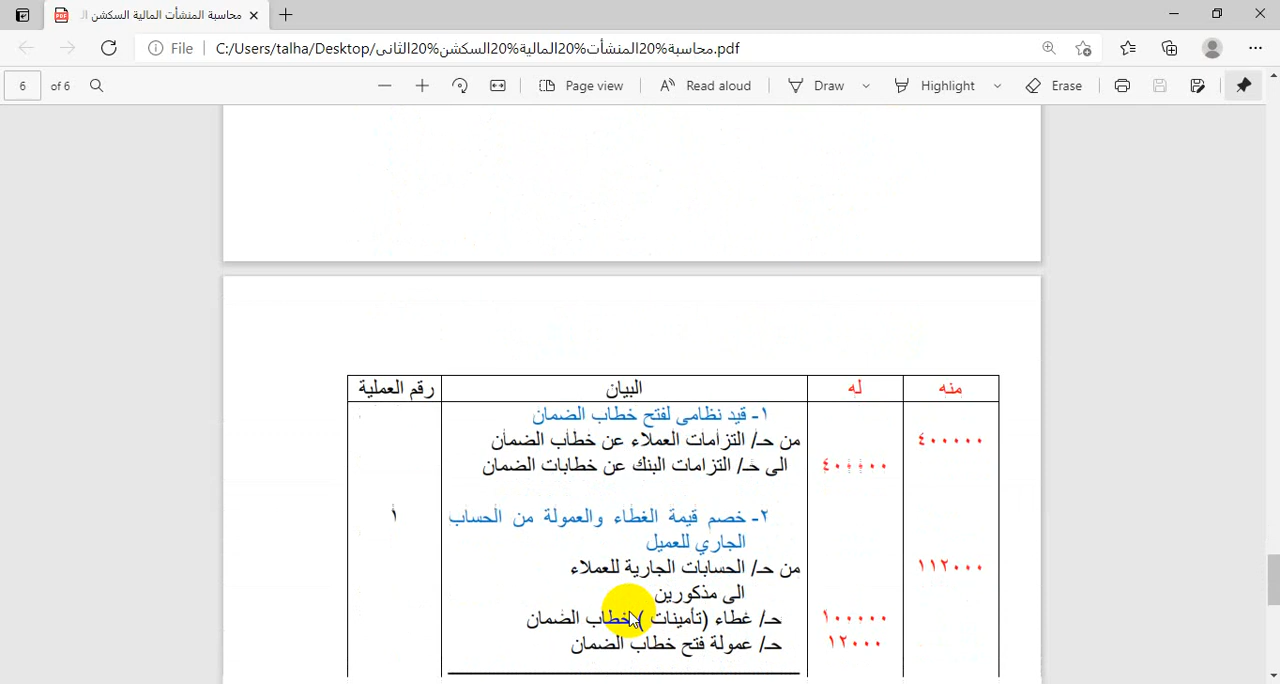 محاسبة المنشأت المالية السكشن ال
File
C:/Users/talha/Desktop/محاسبة%20المنشأت%20المالية%20السكشن%20الثانى.pdf
6 of 6
Page view
Read aloud
Draw
Highlight
Erase
منه له البيان رقم العملية
١- قيد نظامى لفتح خطاب الضمان
٤٠٠٠٠٠ من حـ/ التزامات العملاء عن خطاب الضمان
٤٠٠٠٠٠ الى حـ/ التزامات البنك عن خطابات الضمان
٢- خصم قيمة الغطاء والعمولة من الحساب أ
الجاري للعميل
١١٢٠٠٠ من حـ/ الحسابات الجارية للعملاء
الى مذكورين
١٠٠٠٠٠ حـ/ غطاء (تأمينات ) خطاب الضمان
١٢٠٠٠ حـ/ عمولة فتح خطاب الضمان